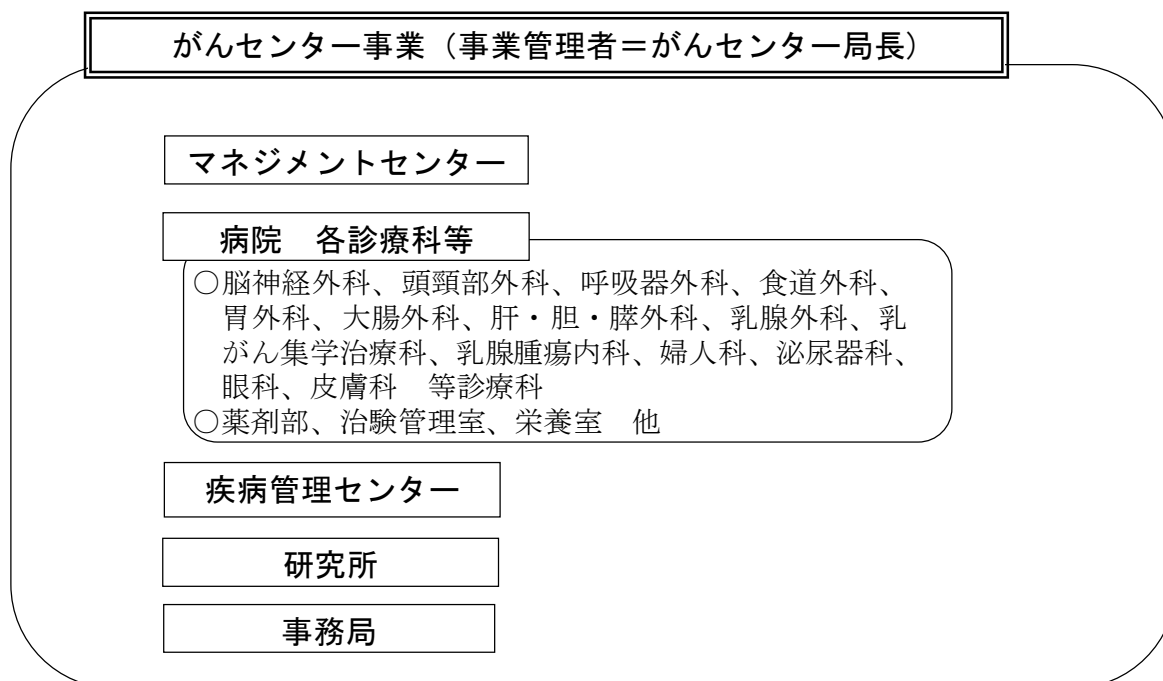 がんセンター事業（事業管理者＝がんセンター局長）
マネジメントセンター
病院　各診療科等
○脳神経外科、頭頸部外科、呼吸器外科、食道外科、
胃外科、大腸外科、肝・胆・膵外科、乳腺外科、乳
がん集学治療科、乳腺腫瘍内科、婦人科、泌尿器科、
眼科、皮膚科　等診療科
○薬剤部、治験管理室、栄養室　他
疾病管理センター
研究所
事務局